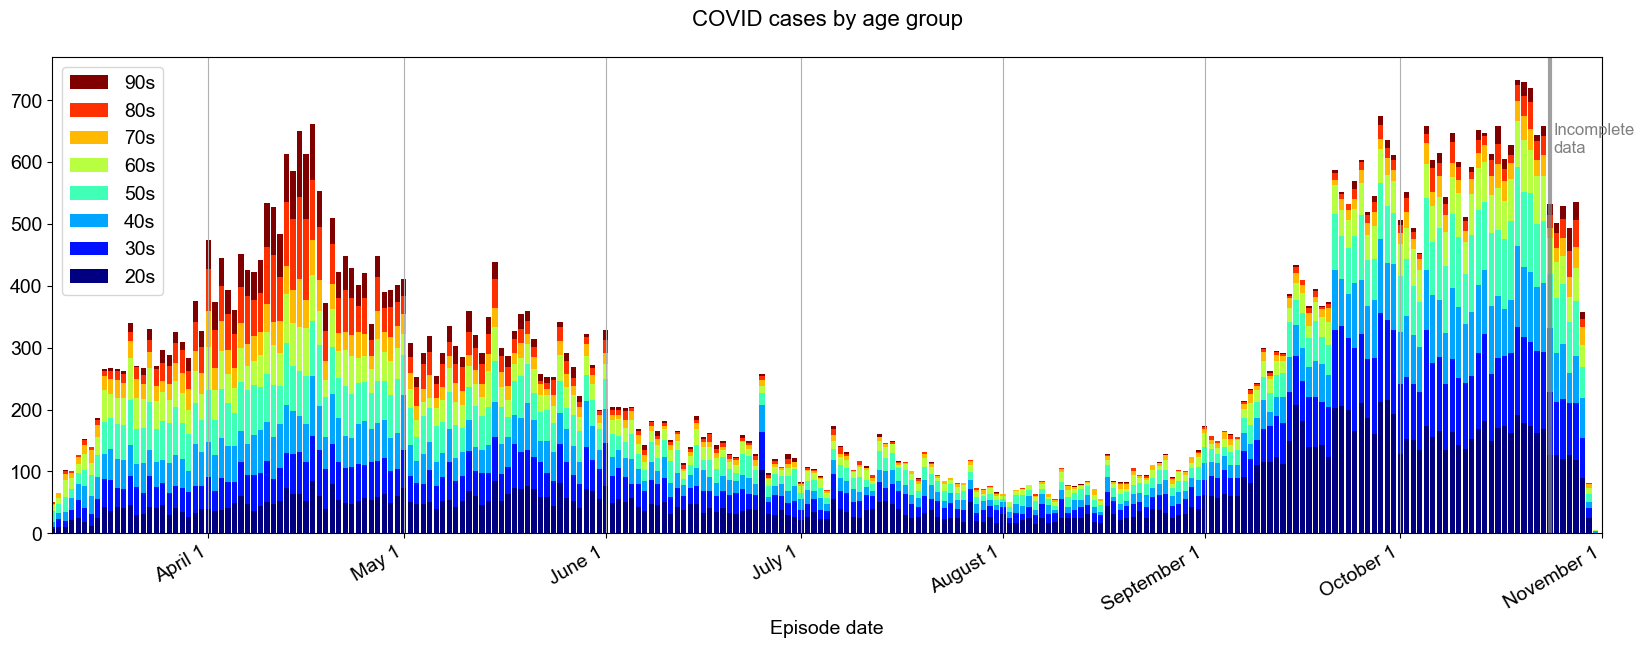 COVID cases by age group
90s
80s
70s
60s
50s
40s
30s
20s
700
600
500
400
300
200
100
0
Incomplete
data
April 1
May 1
June 1
July 1
August 1
September 1
October 1
November 1
Episode date